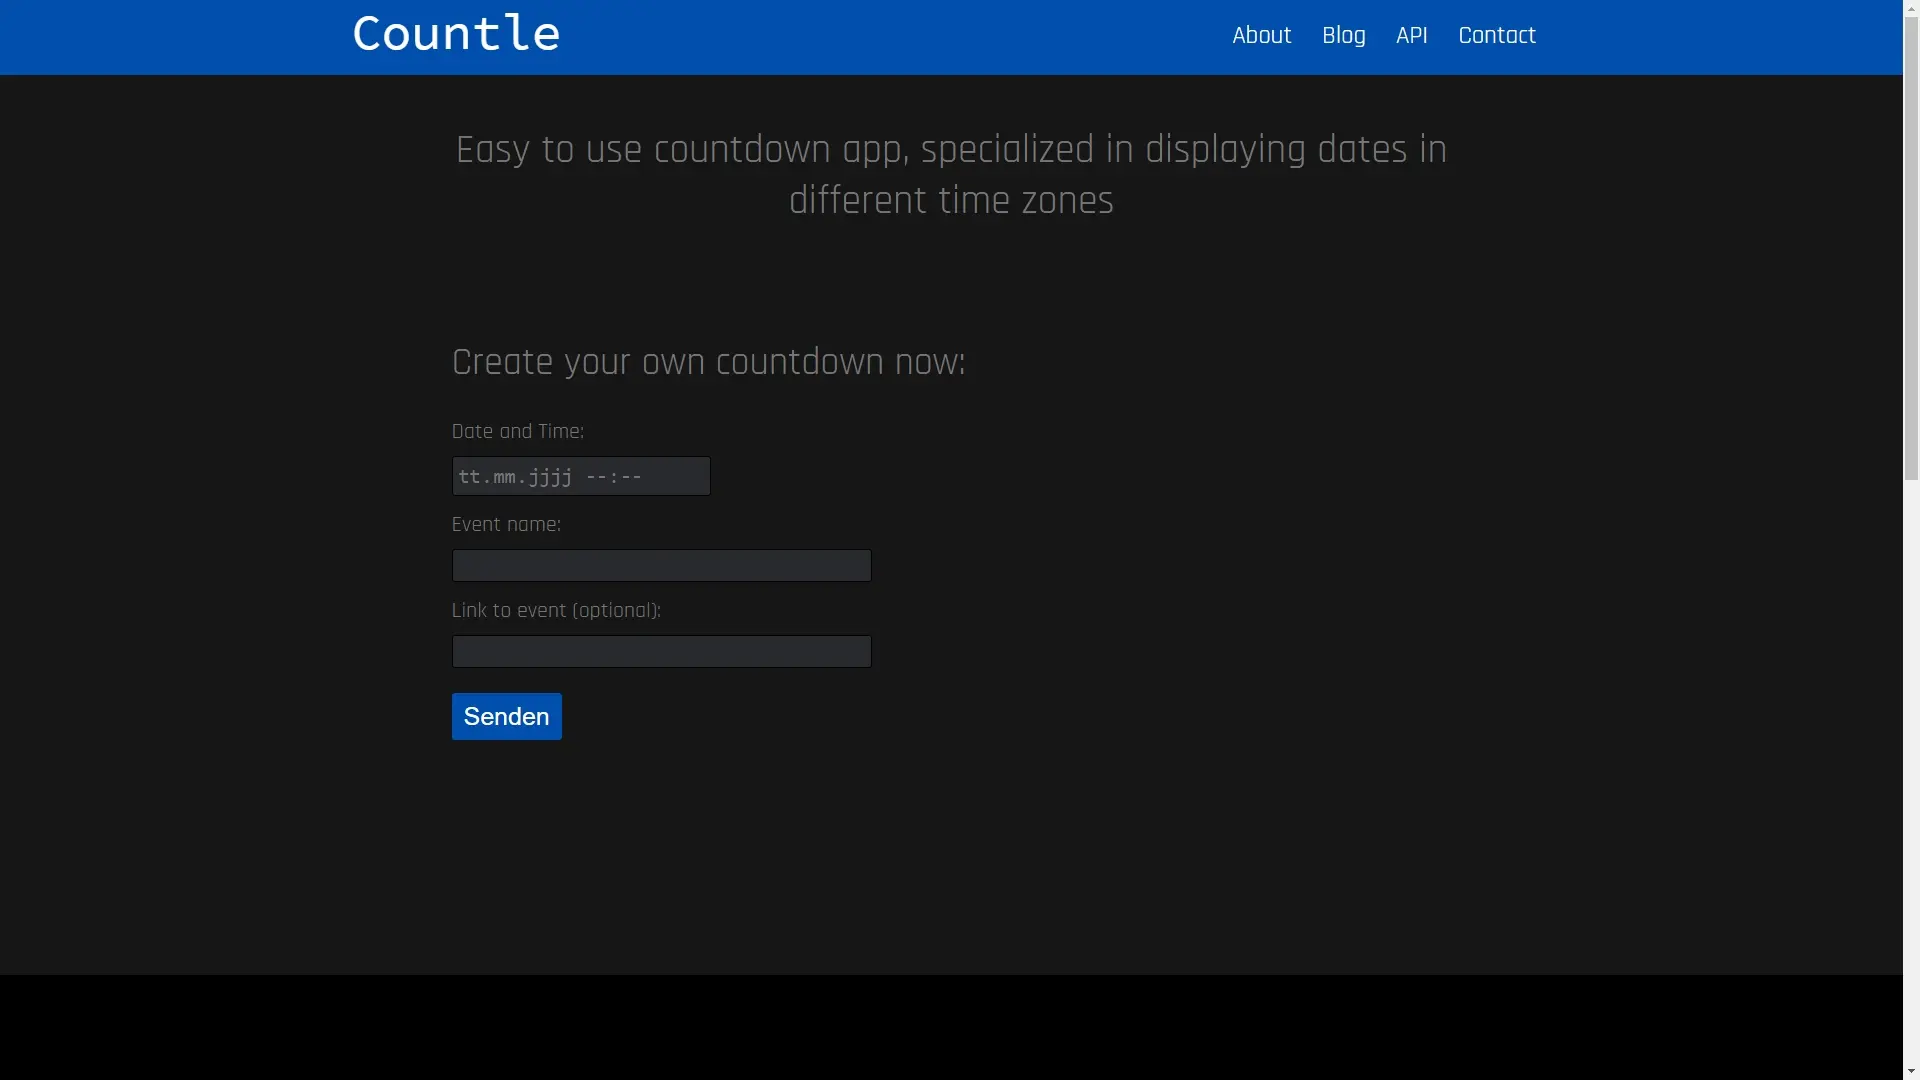 Countle
About Blog API Contact
Easy to use countdown app, specialized in displaying dates in
different time zones
Create your own countdown now:
Date and Time:
tt.mm.jjjj --:--
Event name:
Link to event (optional):
Senden